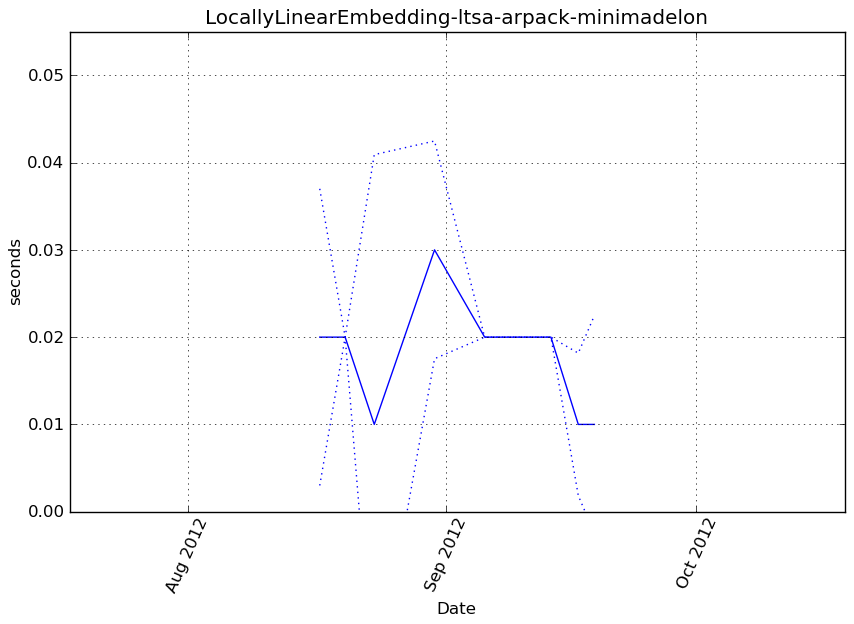 LocallyLinearEmbedding-ltsa-arpack-minimadelon
0.05
0.04
0.03
0.02
0.01
0.00
seconds
Aug 2012
Sep 2012
Oct 2012
Date